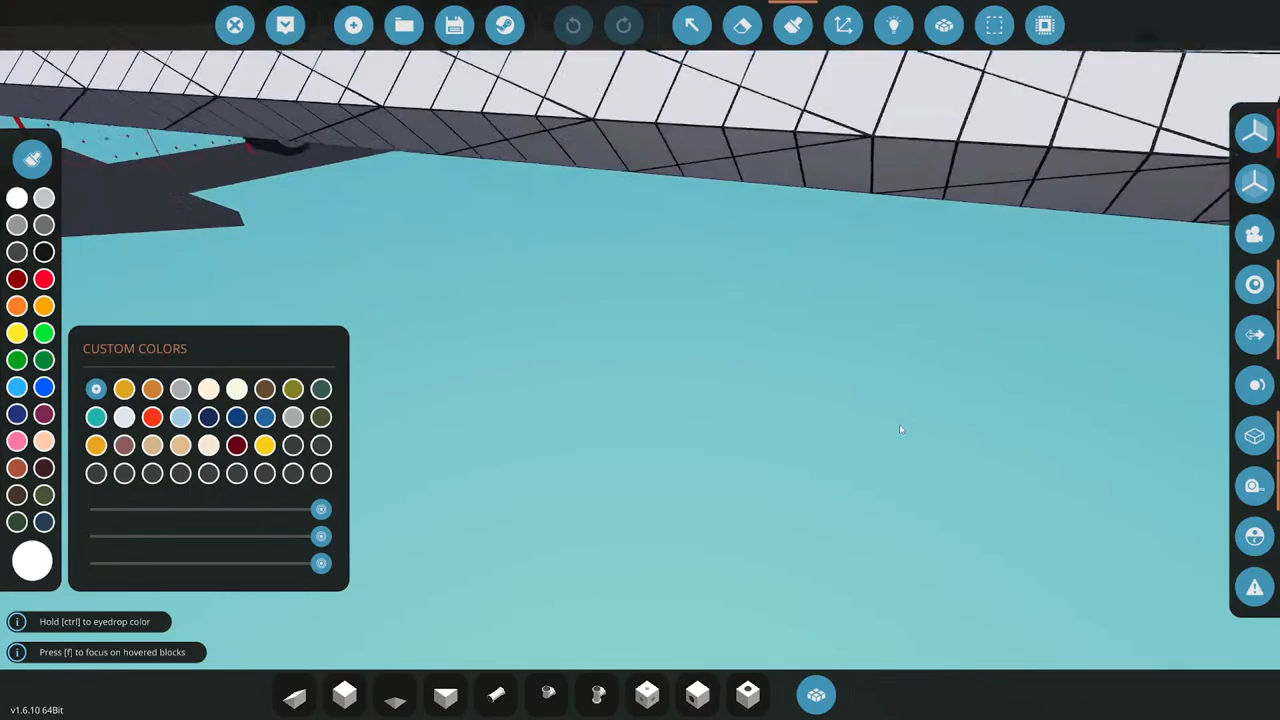 CUSTOM COLORS
Hold [ctrl] to eyedrop color
Press [f] to focus on hovered blocks
v1.6.10 64Bit